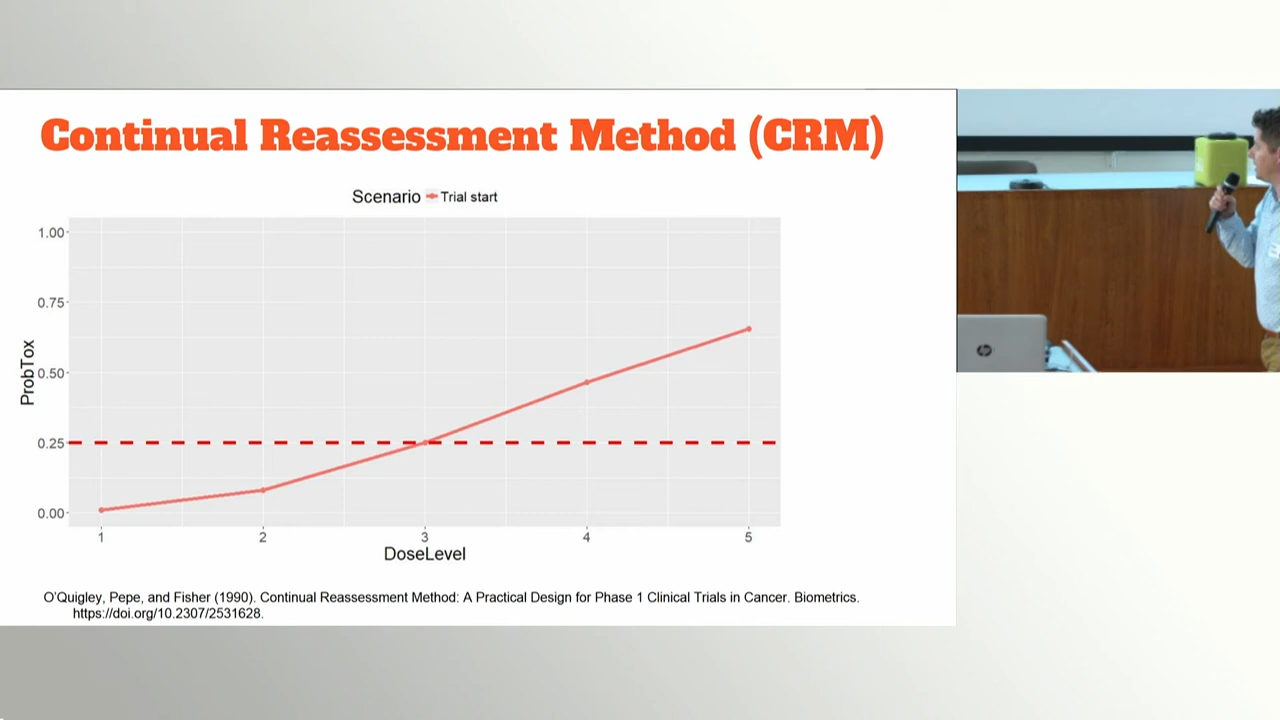 Continual Reassessment Method (CRM)
Scenario Trial start
1.00
0.75
0.50
0.25
0.00
ProbTox
1 2 3 4 5
DoseLevel
O'Quigley, Pepe, and Fisher (1990). Continual Reassessment Method: A Practical Design for Phase 1 Clinical Trials in Cancer. Biometrics.
https://doi.org/10.2307/2531628.
hp